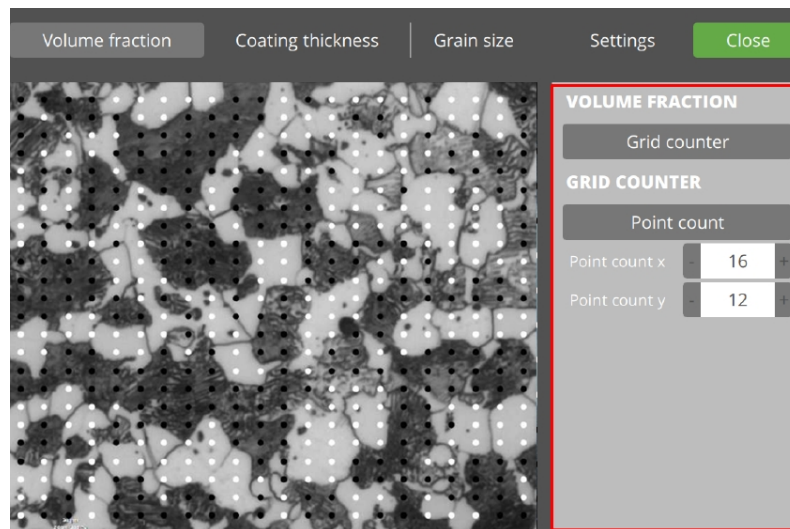 Volume fraction Coating thickness Grain size Settings Close
VOLUME FRACTION
Grid counter
GRID COUNTER
Point count
Point count x - 16 +
Point count y - 12 +